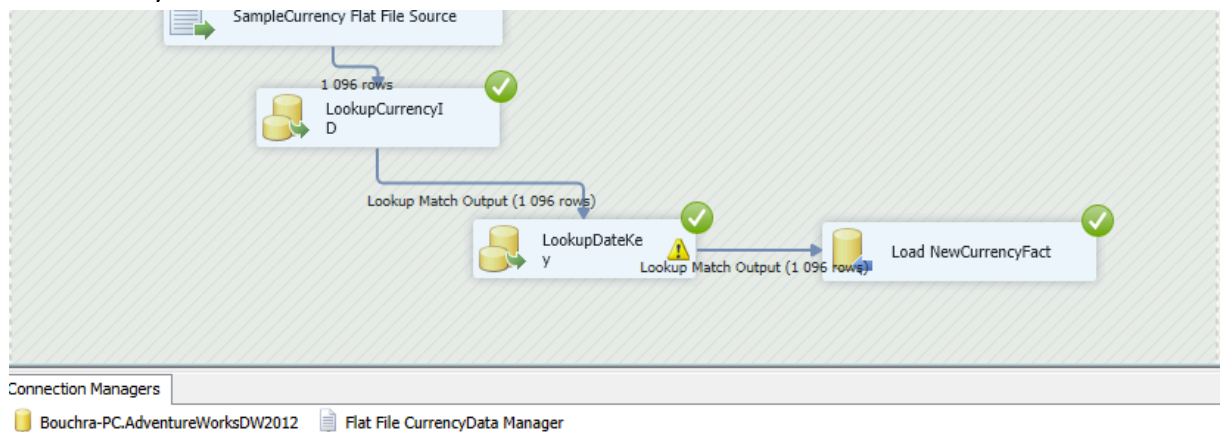 SampleCurrency Flat File Source
1 096 rows
LookupCurrencyI
D
Lookup Match Output (1 096 rows)
LookupDateKe
y
Lookup Match Output (1 096 rows)
Load NewCurrencyFact
Connection Managers
Bouchra-PC.AdventureWorksDW2012
Flat File CurrencyData Manager